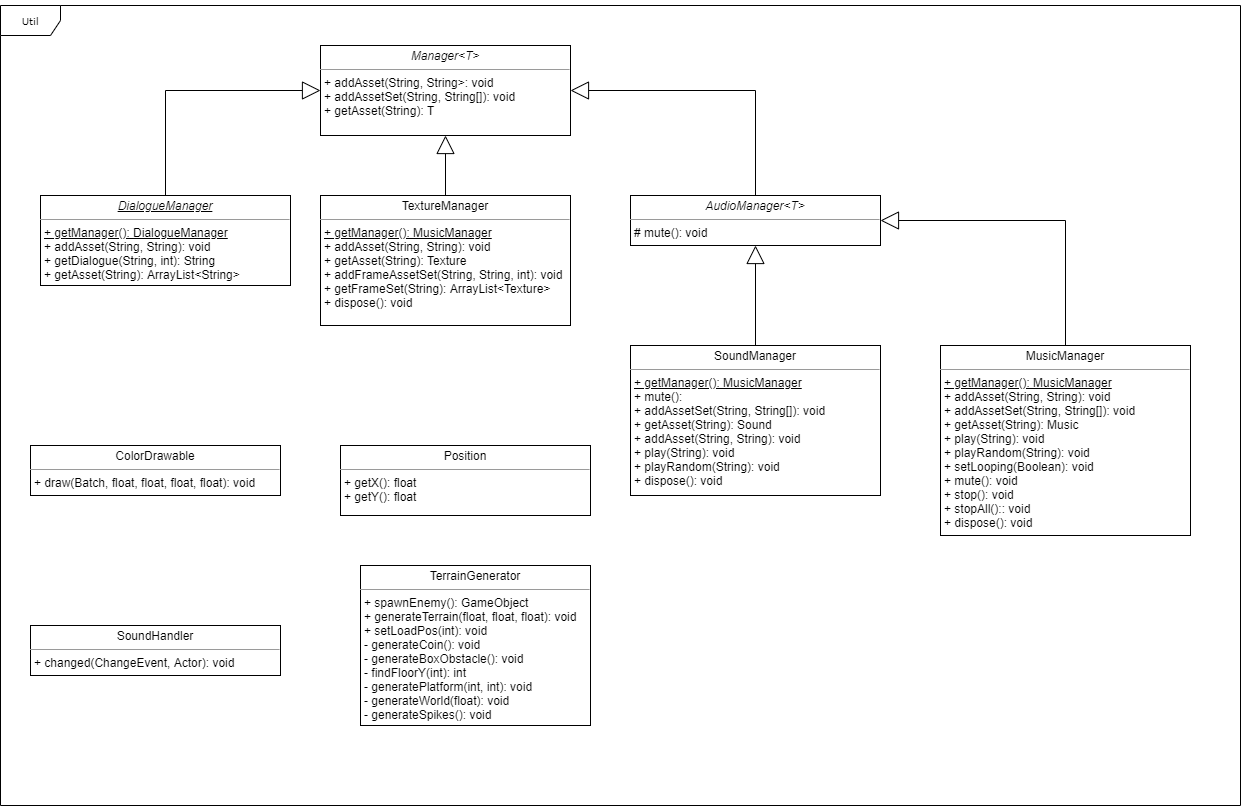 Util
Manager<T>
+ addAsset(String, String>: void
+ addAssetSet(String, String[]): void
+ getAsset(String): T
DialogueManager
+ getManager(): DialogueManager
+ addAsset(String, String): void
+ getDialogue(String, int): String
+ getAsset(String): ArrayList<String>
TextureManager
+ getManager(): MusicManager
+ addAsset(String, String): void
+ getAsset(String): Texture
+ addFrameAssetSet(String, String, int): void
+ getFrameSet(String): ArrayList<Texture>
+ dispose(): void
AudioManager<T>
# mute(): void
SoundManager
+ getManager(): MusicManager
+ mute():
+ addAssetSet(String, String[]): void
+ getAsset(String): Sound
+ addAsset(String, String): void
+ play(String): void
+ playRandom(String): void
+ dispose(): void
MusicManager
+ getManager(): MusicManager
+ addAsset(String, String): void
+ addAssetSet(String, String[]): void
+ getAsset(String): Music
+ play(String): void
+ playRandom(String): void
+ setLooping(Boolean): void
+ mute(): void
+ stop(): void
+ stopAll():: void
+ dispose(): void
ColorDrawable
+ draw(Batch, float, float, float, float): void
Position
+ getX(): float
+ getY(): float
TerrainGenerator
+ spawnEnemy(): GameObject
+ generateTerrain(float, float, float): void
+ setLoadPos(int): void
- generateCoin(): void
- generateBoxObstacle(): void
- findFloorY(int): int
- generatePlatform(int, int): void
- generateWorld(float): void
- generateSpikes(): void
SoundHandler
+ changed(ChangeEvent, Actor): void